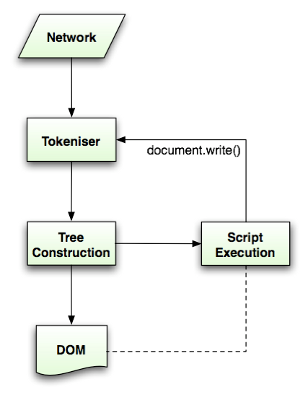 Network
Tokeniser
document.write()
Tree
Construction
Script
Execution
DOM